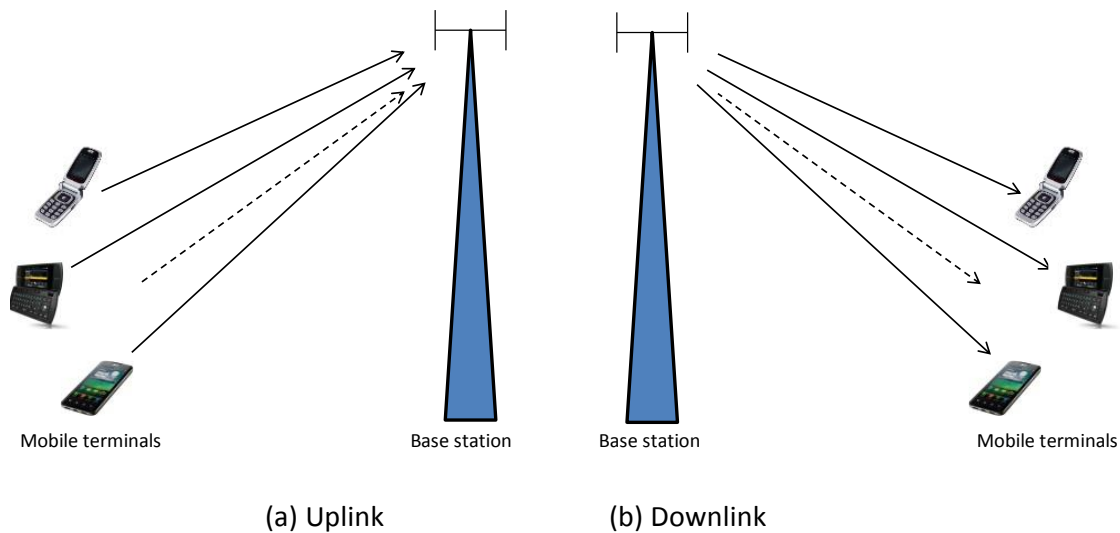 Mobile terminals
Base station
Base station
Mobile terminals
(a) Uplink
(b) Downlink